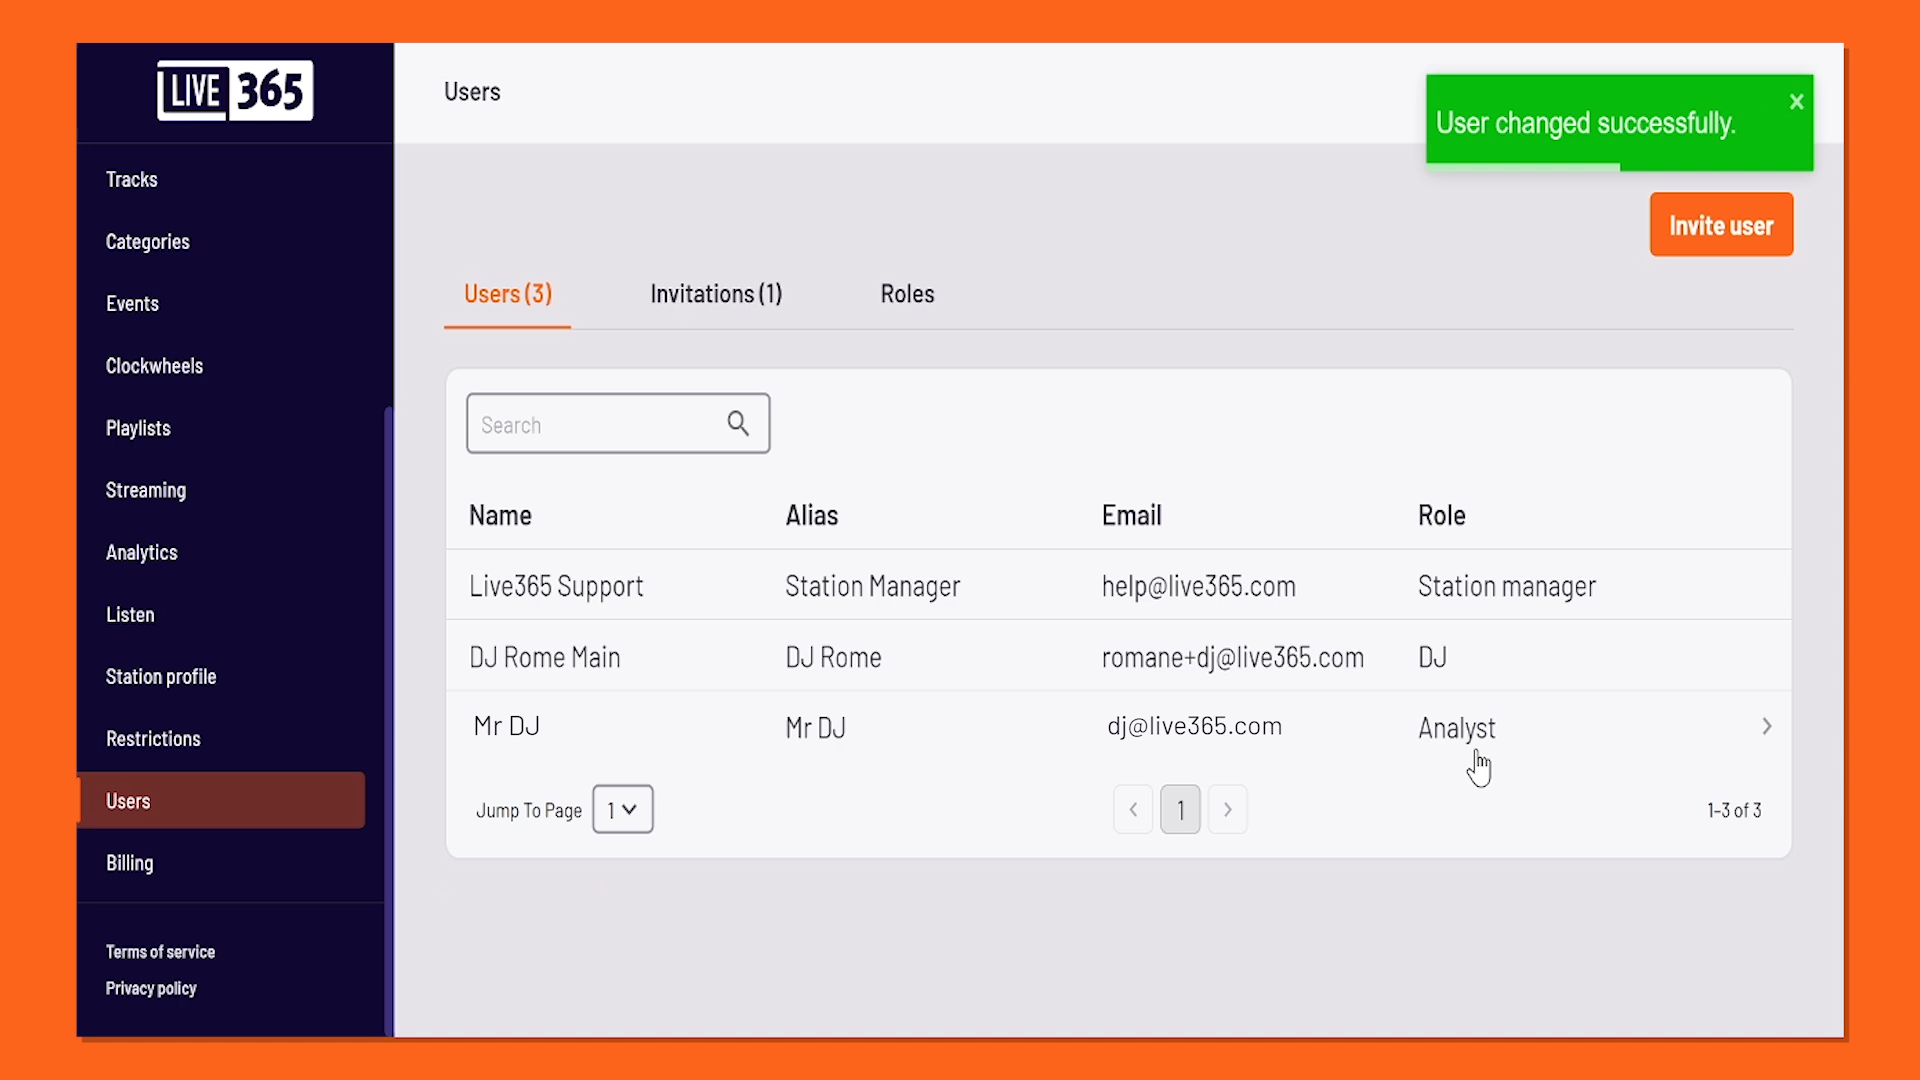 LIVE 365
Users
User changed successfully.
Invite user
Tracks
Categories
Events
Clockwheels
Playlists
Streaming
Analytics
Listen
Station profile
Restrictions
Users
Billing
Terms of service
Privacy policy
Users (3) Invitations (1) Roles
Search
Name Alias Email Role
Live365 Support Station Manager help@live365.com Station manager
DJ Rome Main DJ Rome romane+dj@live365.com DJ
Mr DJ Mr DJ dj@live365.com Analyst
Jump To Page 1 1 1-3 of 3